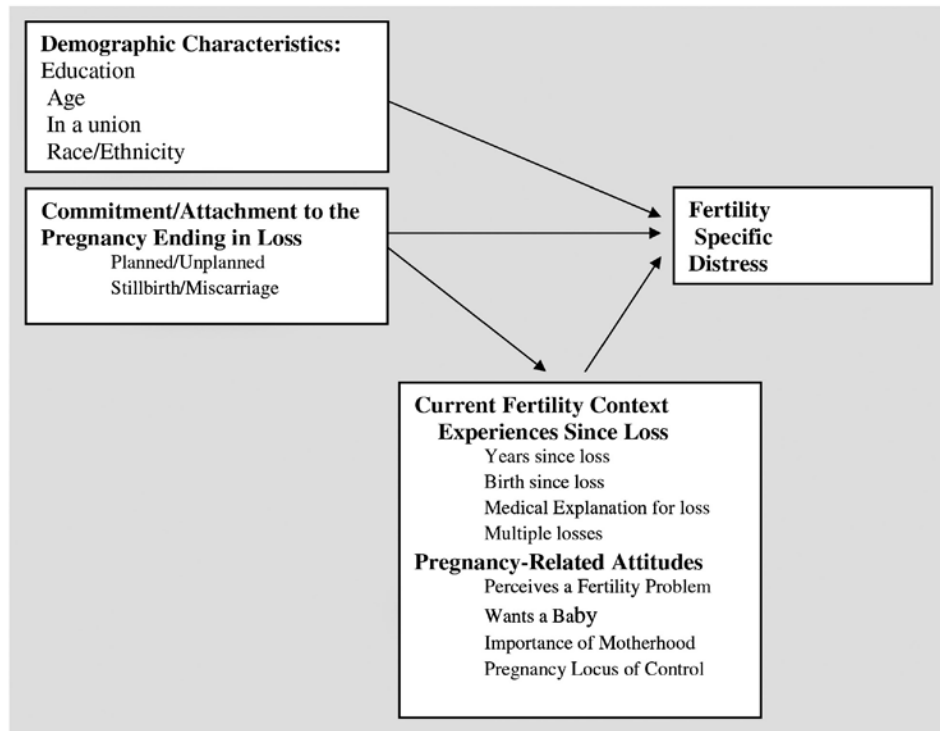 Demographic Characteristics:
Education
Age
In a union
Race/Ethnicity
Commitment/Attachment to the
Pregnancy Ending in Loss
Planned/Unplanned
Stillbirth/Miscarriage
Fertility
Specific
Distress
Current Fertility Context
Experiences Since Loss
Years since loss
Birth since loss
Medical Explanation for loss
Multiple losses
Pregnancy-Related Attitudes
Perceives a Fertility Problem
Wants a Baby
Importance of Motherhood
Pregnancy Locus of Control